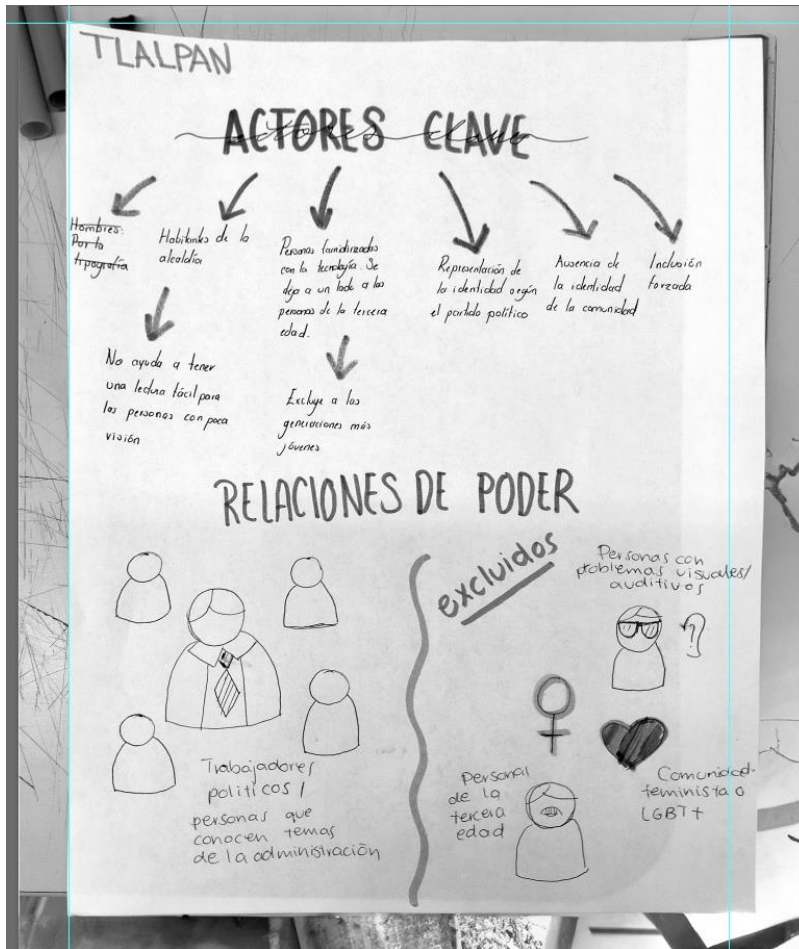 TLALPAN
ACTORES CLAVE
actores clave
Hombres:
Por la
tipografía
Habitantes de la
alcaldía
No ayuda a tener
una lectura fácil para
las personas con poca
visión
Personas familiarizadas
con la tecnología. Se
deja a un lado a las
personas de la tercera
edad.
Excluye a las
generaciones más
jóvenes
Representación de
la identidad según
el partido político
Ausencia de
la identidad
de la comunidad
Inclusión
forzada
RELACIONES DE PODER
Trabajadores
políticos /
personas que
conocen temas
de la administración
excluidos
Personas con
problemas visuales/
auditivos
Personal
de la
tercera
edad
Comunidad
feminista o
LGBT+